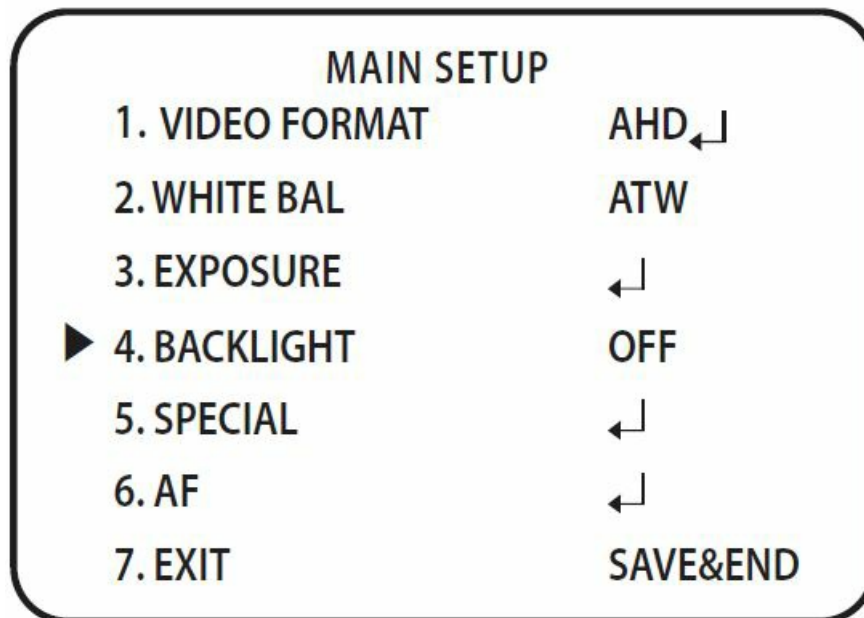 MAIN SETUP
1. VIDEO FORMAT AHD↵
2. WHITE BAL ATW
3. EXPOSURE ↵
▶ 4. BACKLIGHT OFF
5. SPECIAL ↵
6. AF ↵
7. EXIT SAVE&END